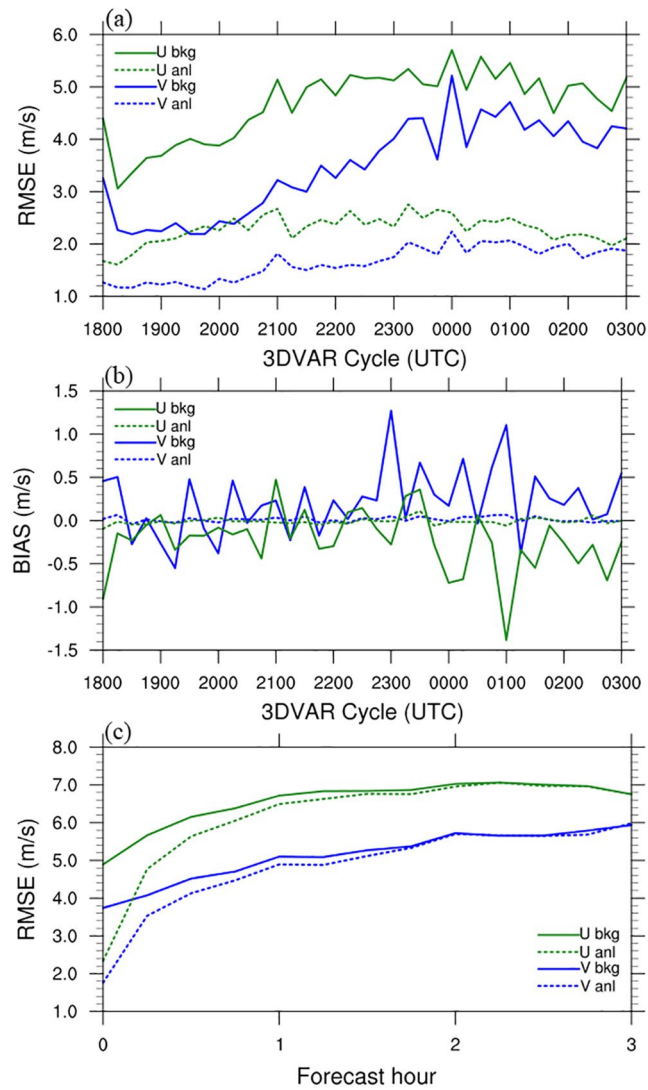 (a)
6.0
5.0
4.0
3.0
2.0
1.0
RMSE (m/s)
U bkg
U anl
V bkg
V anl
1800 1900 2000 2100 2200 2300 0000 0100 0200 0300
3DVAR Cycle (UTC)
(b)
1.5
1.0
0.5
0.0
-0.5
-1.0
-1.5
BIAS (m/s)
U bkg
U anl
V bkg
V anl
1800 1900 2000 2100 2200 2300 0000 0100 0200 0300
3DVAR Cycle (UTC)
(c)
8.0
7.0
6.0
5.0
4.0
3.0
2.0
1.0
RMSE (m/s)
U bkg
U anl
V bkg
V anl
0 1 2 3
Forecast hour